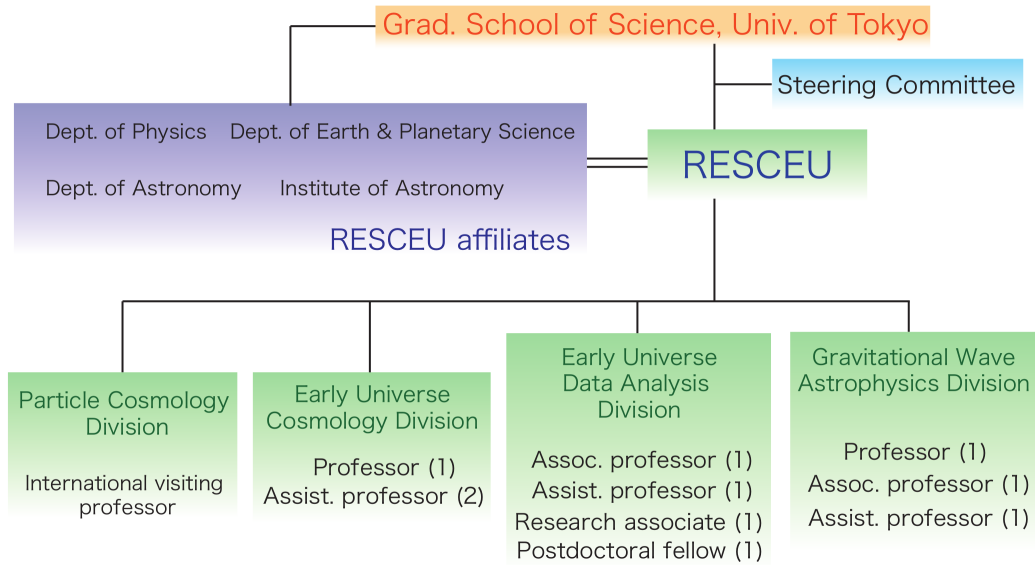 Grad. School of Science, Univ. of Tokyo
Steering Committee
Dept. of Physics
Dept. of Earth & Planetary Science
Dept. of Astronomy
Institute of Astronomy
RESCEU affiliates
RESCEU
Particle Cosmology
Division
International visiting
professor
Early Universe
Cosmology Division
Professor (1)
Assist. professor (2)
Early Universe
Data Analysis
Division
Assoc. professor (1)
Assist. professor (1)
Research associate (1)
Postdoctoral fellow (1)
Gravitational Wave
Astrophysics Division
Professor (1)
Assoc. professor (1)
Assist. professor (1)